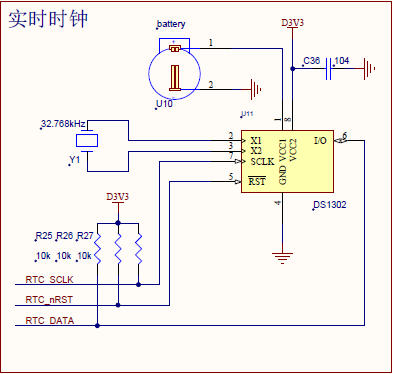 实时时钟
battery
D3V3
1
C36 104
2
U10
U11
32.768kHz
1 8
2 X1 VCC1 VCC2 I/O 6
3 X2
7 SCLK
Y1
5 RST GND
D3V3
4 DS1302
R25 R26 R27
10k 10k 10k
RTC_SCLK
RTC_nRST
RTC_DATA